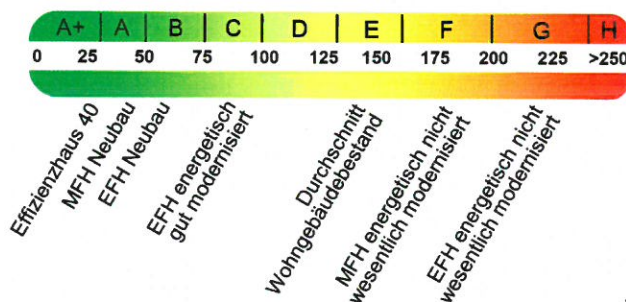 A+ A B C D E F G H
0 25 50 75 100 125 150 175 200 225 >250
Effizienzhaus 40
MFH Neubau
EFH Neubau
EFH energetisch
gut modernisiert
Durchschnitt
Wohngebäudebestand
MFH energetisch nicht
wesentlich modernisiert
EFH energetisch nicht
wesentlich modernisiert